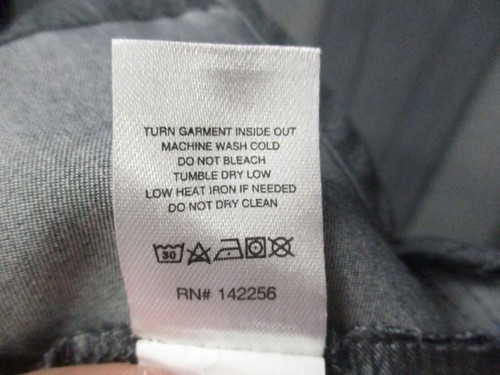 TURN GARMENT INSIDE OUT
MACHINE WASH COLD
DO NOT BLEACH
TUMBLE DRY LOW
LOW HEAT IRON IF NEEDED
DO NOT DRY CLEAN
30
RN# 142256